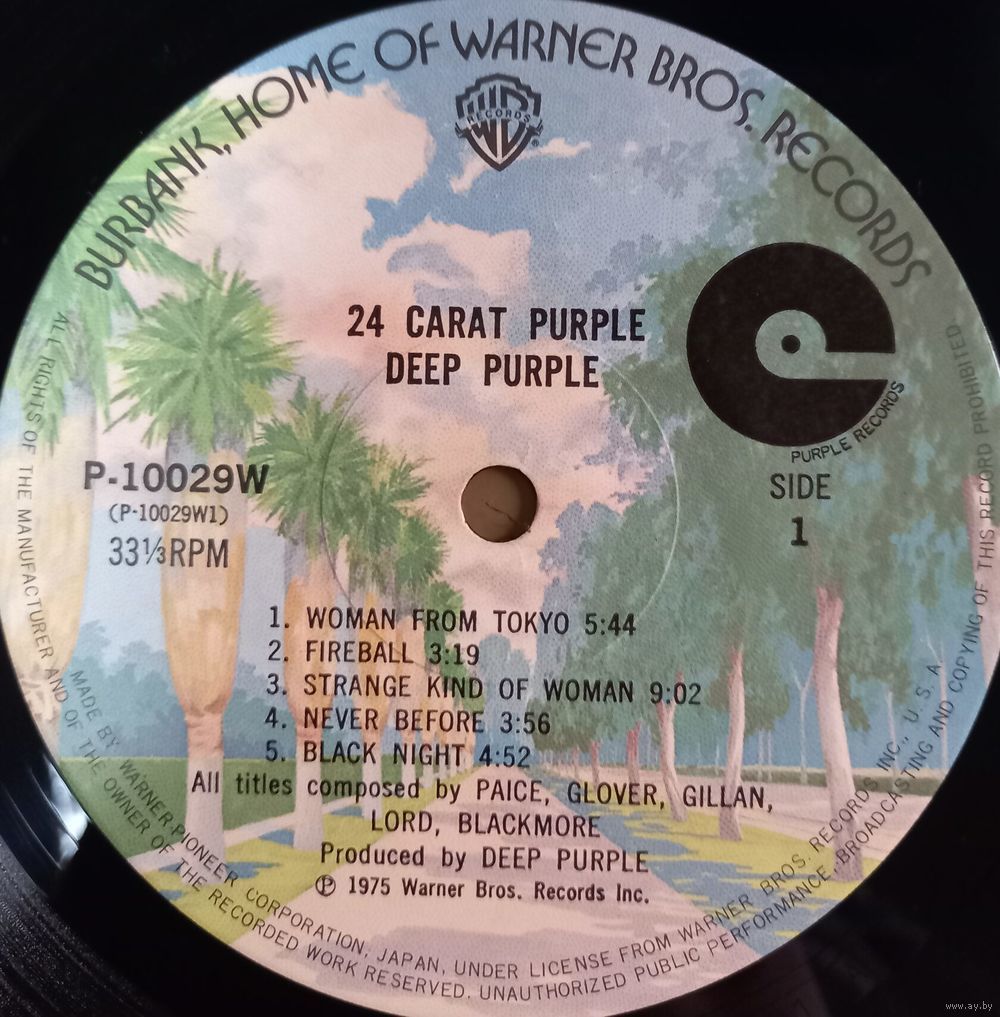 BURBANK, HOME OF WARNER BROS. RECORDS
WB
RECORDS
®
24 CARAT PURPLE
DEEP PURPLE
PURPLE RECORDS
P-10029W
(P-10029W1)
33⅓RPM
SIDE
1
1. WOMAN FROM TOKYO 5:44
2. FIREBALL 3:19
3. STRANGE KIND OF WOMAN 9:02
4. NEVER BEFORE 3:56
5. BLACK NIGHT 4:52
All titles composed by PAICE, GLOVER, GILLAN,
LORD, BLACKMORE
Produced by DEEP PURPLE
℗ 1975 Warner Bros. Records Inc.
MADE BY WARNER-PIONEER CORPORATION, JAPAN, UNDER LICENSE FROM WARNER BROS. RECORDS INC., U. S. A.
ALL RIGHTS OF THE MANUFACTURER AND OF THE OWNER OF THE RECORDED WORK RESERVED. UNAUTHORIZED PUBLIC PERFORMANCE, BROADCASTING AND COPYING OF THIS RECORD PROHIBITED.
www.ay.by